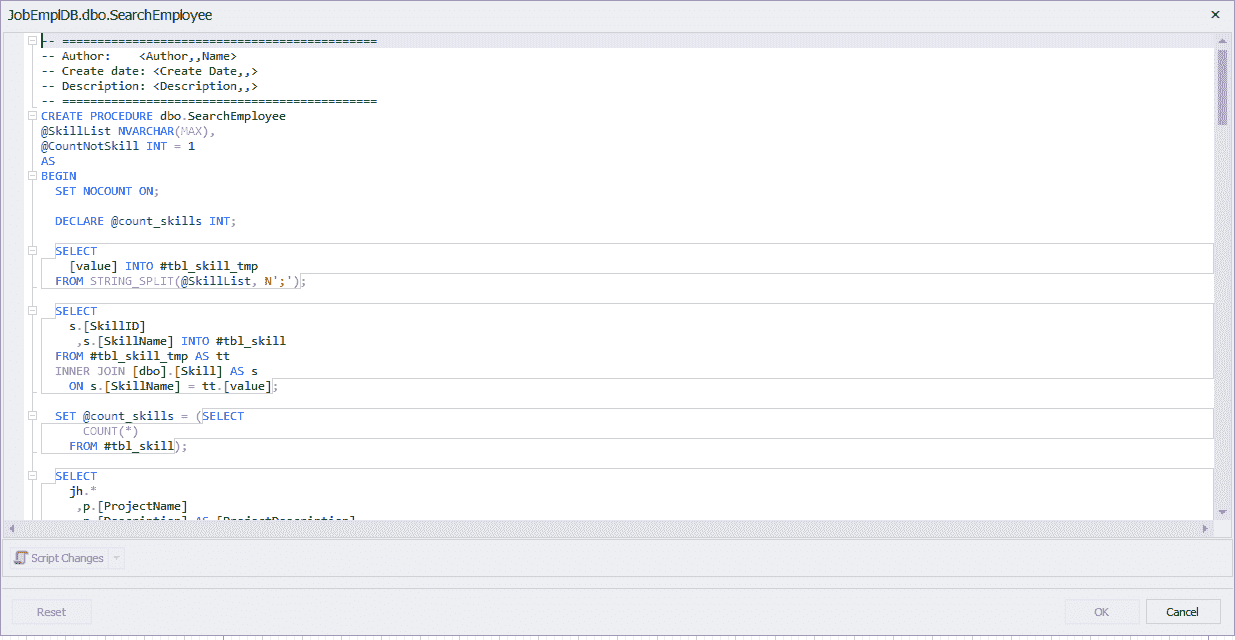 JobEmplDB.dbo.SearchEmployee
-- =============================================
-- Author:    <Author,,Name>
-- Create date: <Create Date,,>
-- Description: <Description,,>
-- =============================================
CREATE PROCEDURE dbo.SearchEmployee
@SkillList NVARCHAR(MAX),
@CountNotSkill INT = 1
AS
BEGIN
  SET NOCOUNT ON;
  DECLARE @count_skills INT;
  SELECT
    [value] INTO #tbl_skill_tmp
  FROM STRING_SPLIT(@SkillList, N';');
  SELECT
    s.[SkillID]
     ,s.[SkillName] INTO #tbl_skill
  FROM #tbl_skill_tmp AS tt
  INNER JOIN [dbo].[Skill] AS s
    ON s.[SkillName] = tt.[value];
  SET @count_skills = (SELECT
      COUNT(*)
    FROM #tbl_skill);
  SELECT
    jh.*
     ,p.[ProjectName]
     ,p.[Description] AS [ProjectDescription]
Script Changes
Reset
OK
Cancel